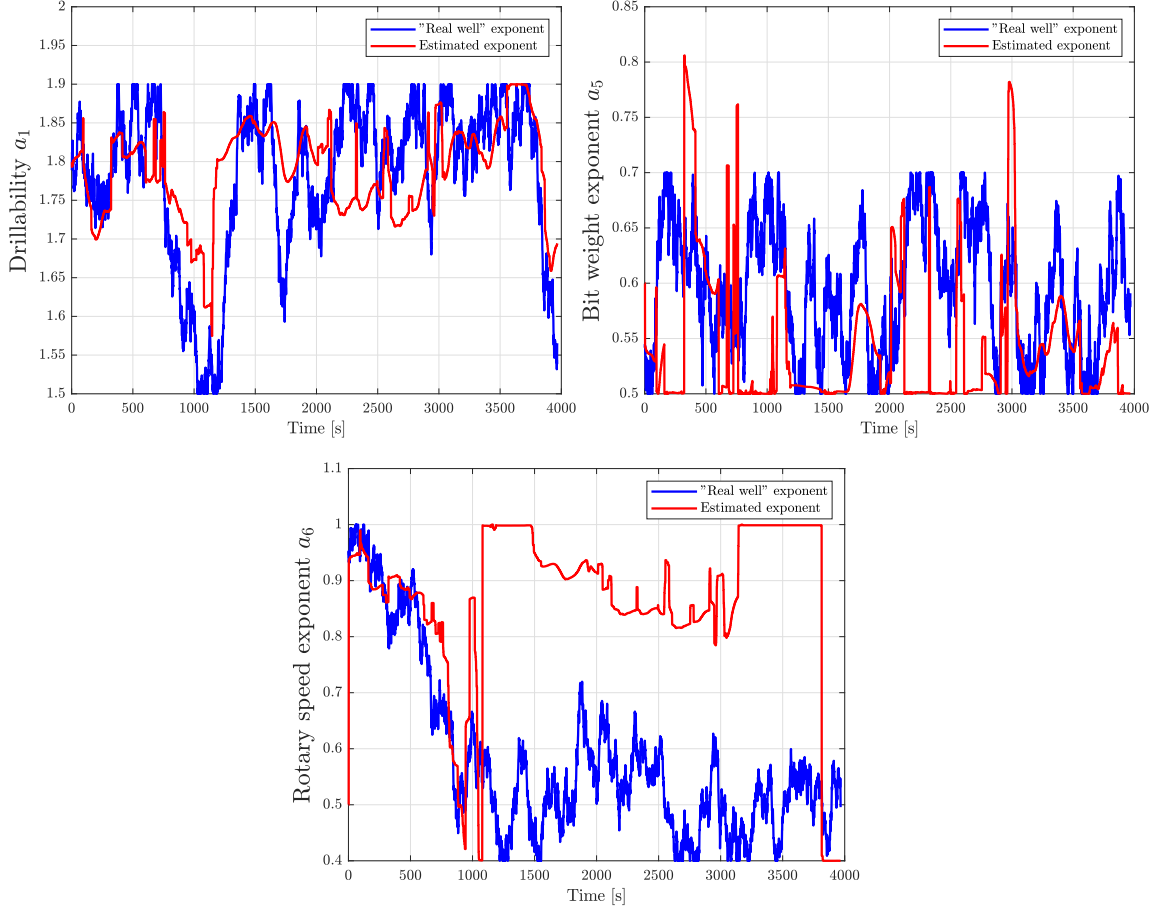 2
1.95
1.9
1.85
1.8
1.75
1.7
1.65
1.6
1.55
1.5
0 500 1000 1500 2000 2500 3000 3500 4000
Time [s]
Drillability a1
"Real well" exponent
Estimated exponent
0.85
0.8
0.75
0.7
0.65
0.6
0.55
0.5
0 500 1000 1500 2000 2500 3000 3500 4000
Time [s]
Bit weight exponent a5
"Real well" exponent
Estimated exponent
1.1
1
0.9
0.8
0.7
0.6
0.5
0.4
0 500 1000 1500 2000 2500 3000 3500 4000
Time [s]
Rotary speed exponent a6
"Real well" exponent
Estimated exponent